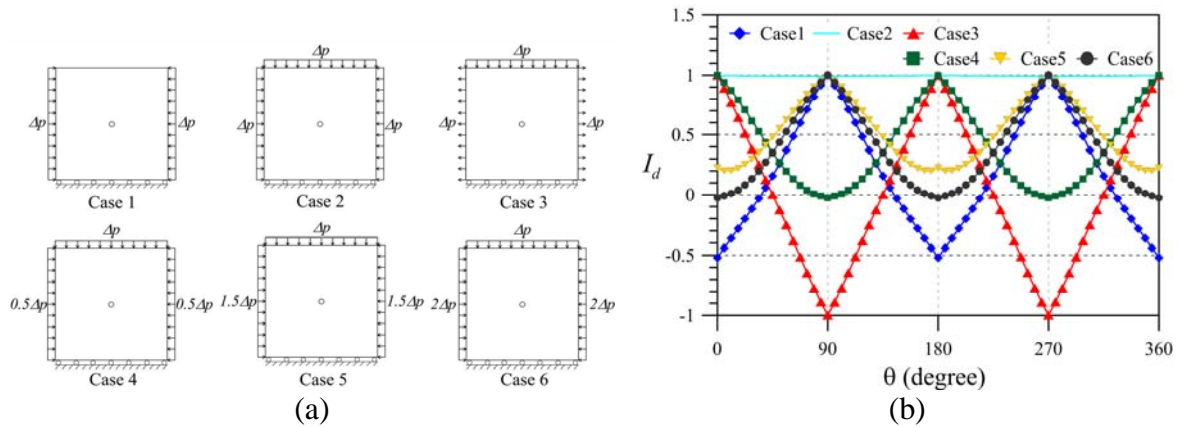 Δp Δp
Case 1
Δp
Δp Δp
Case 2
Δp
Δp Δp
Case 3
Δp
0.5Δp 0.5Δp
Case 4
Δp
1.5Δp 1.5Δp
Case 5
Δp
2Δp 2Δp
Case 6
(a)
1.5
1
0.5
0
-0.5
-1
I_d
Case1 Case2 Case3
Case4 Case5 Case6
0 90 180 270 360
θ (degree)
(b)